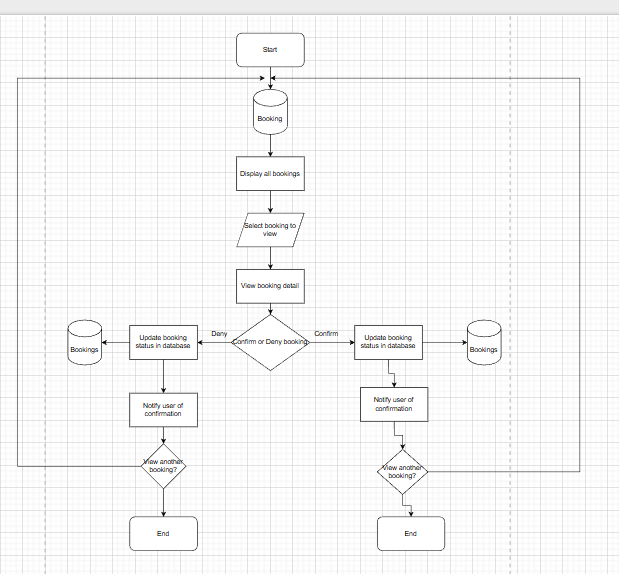 Start
Booking
Display all bookings
Select booking to
view
View booking detail
Deny
Confirm or Deny booking
Confirm
Bookings
Update booking
status in database
Update booking
status in database
Bookings
Notify user of
confirmation
Notify user of
confirmation
View another
booking?
View another
booking?
End
End